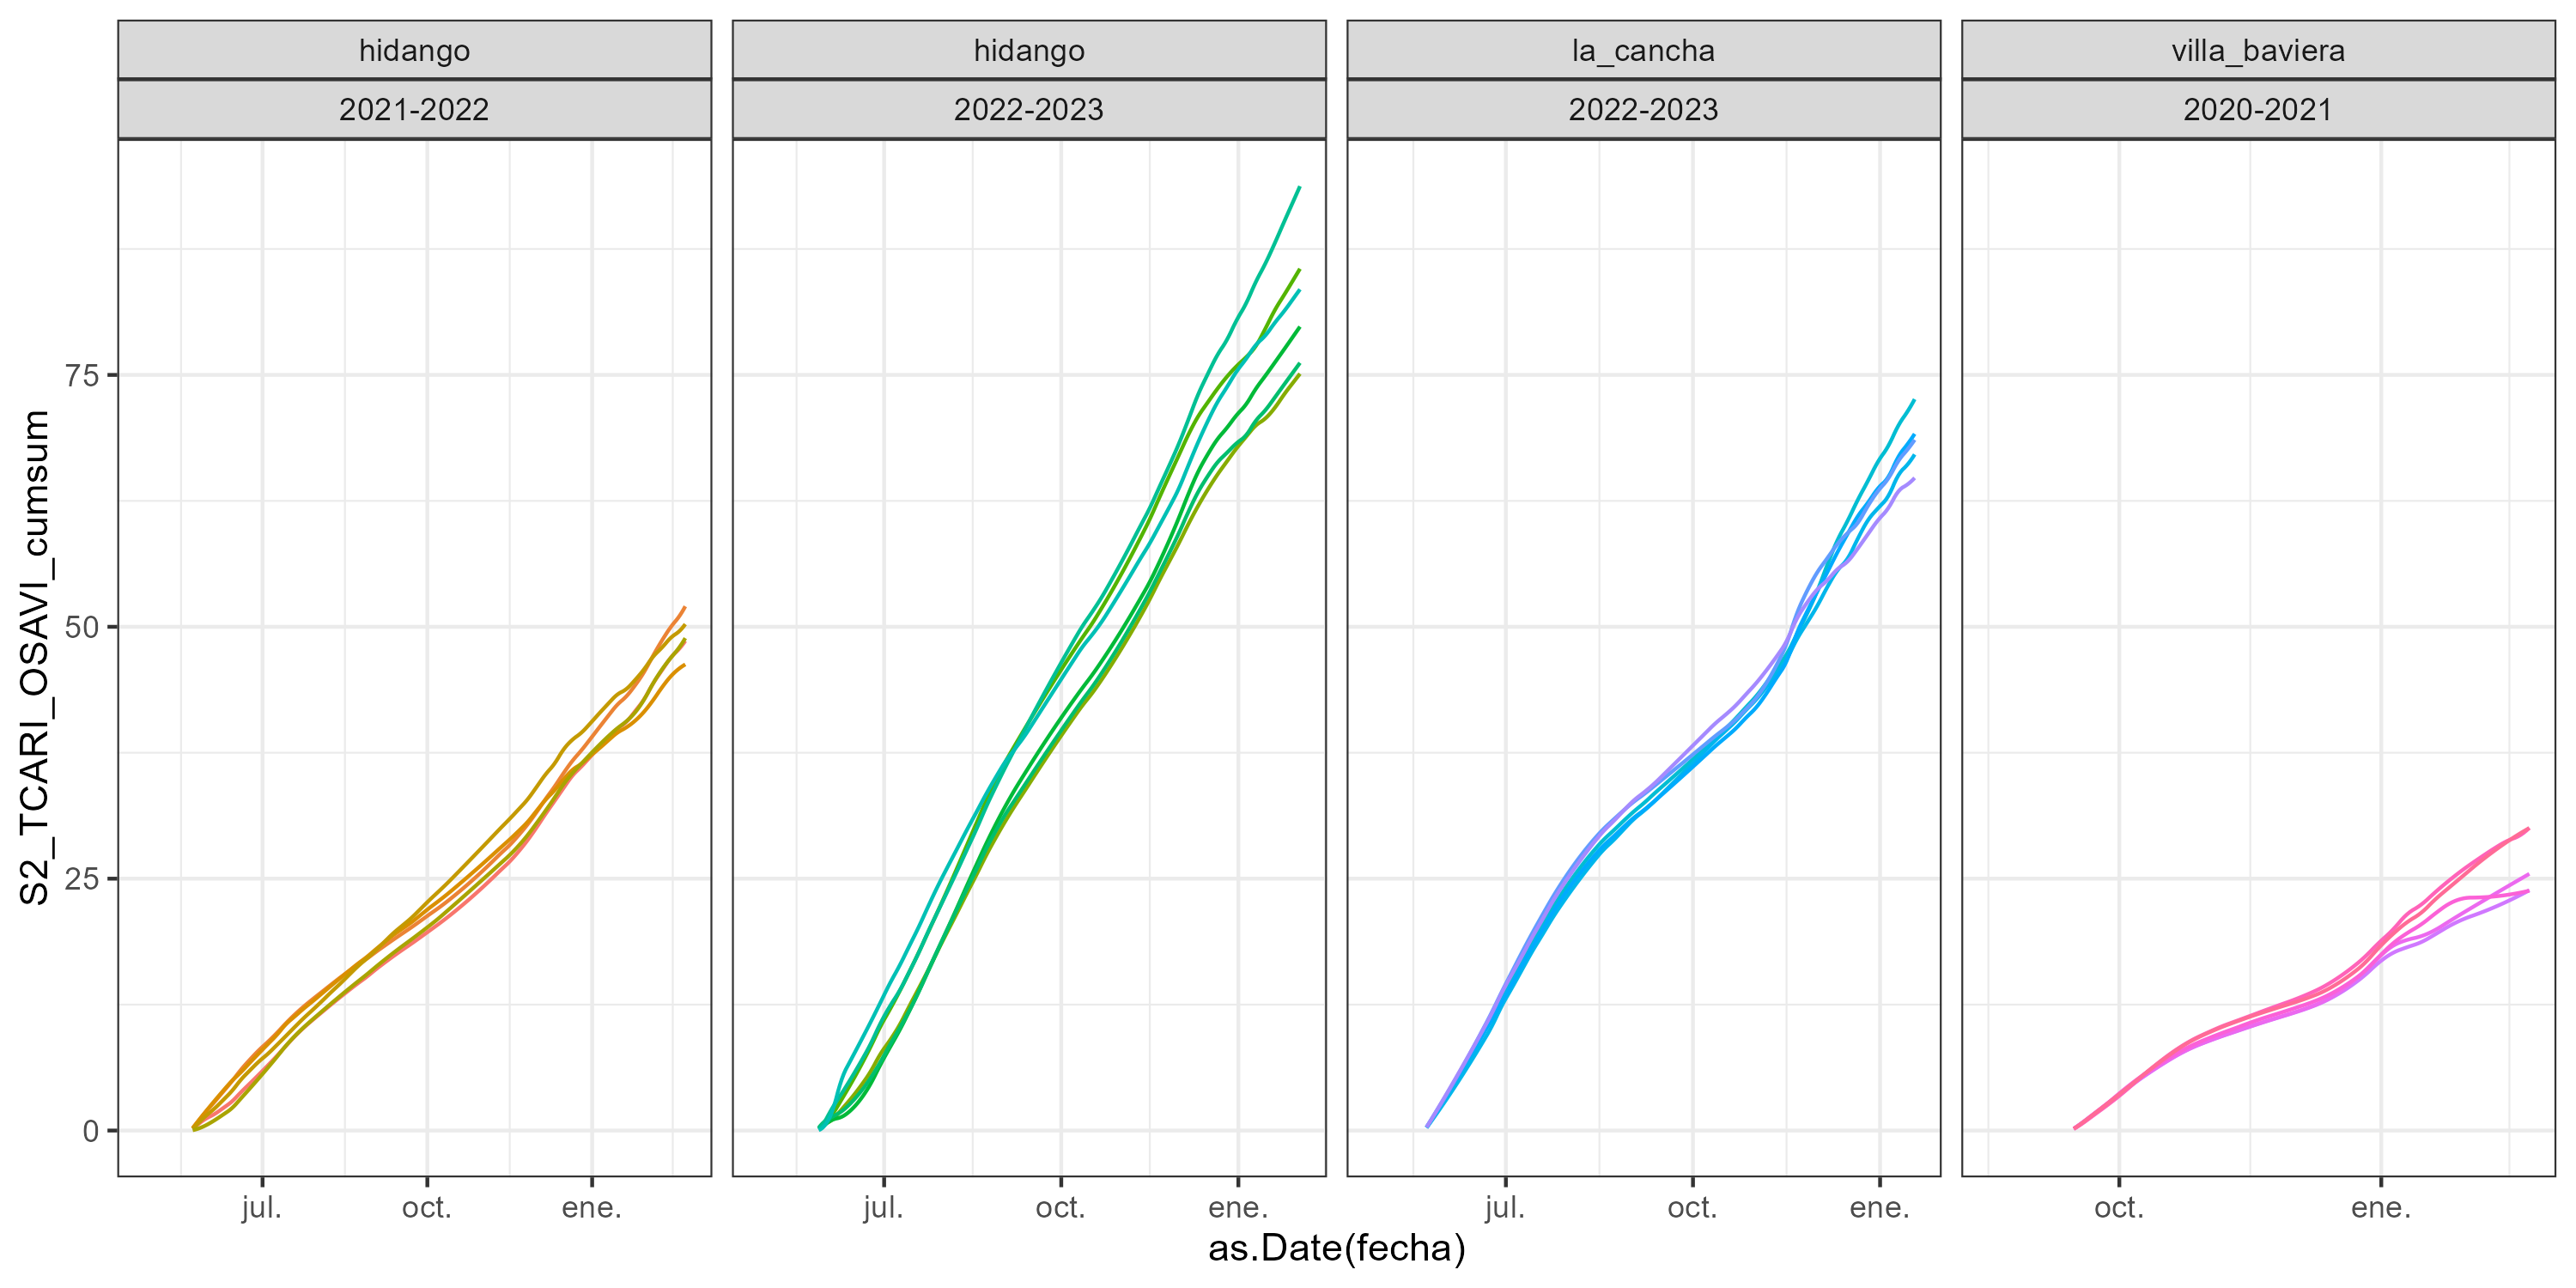 hidango
hidango
la_cancha
villa_baviera
2021-2022
2022-2023
2022-2023
2020-2021
S2_TCARI_OSAVI_cumsum
75
50
25
0
jul.
oct.
ene.
jul.
oct.
ene.
jul.
oct.
ene.
oct.
ene.
as.Date(fecha)